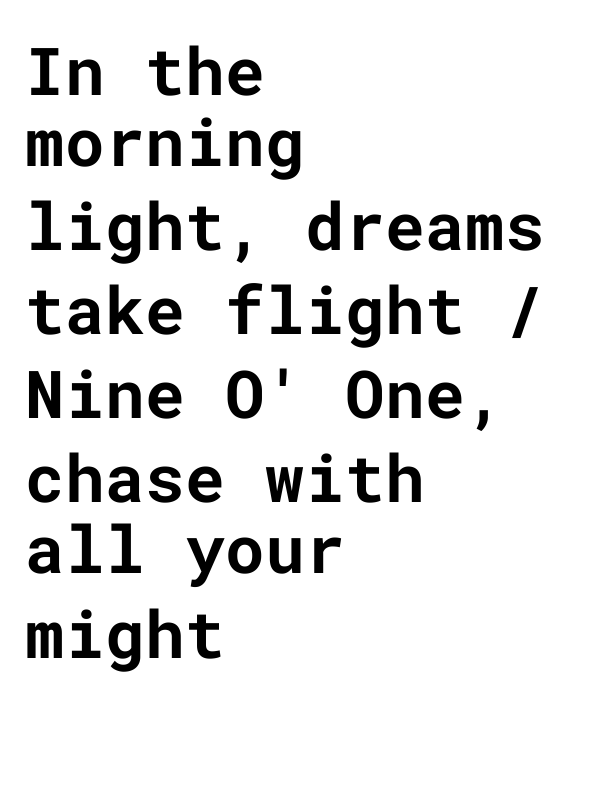 In the
morning
light, dreams
take flight /
Nine O' One,
chase with
all your
might